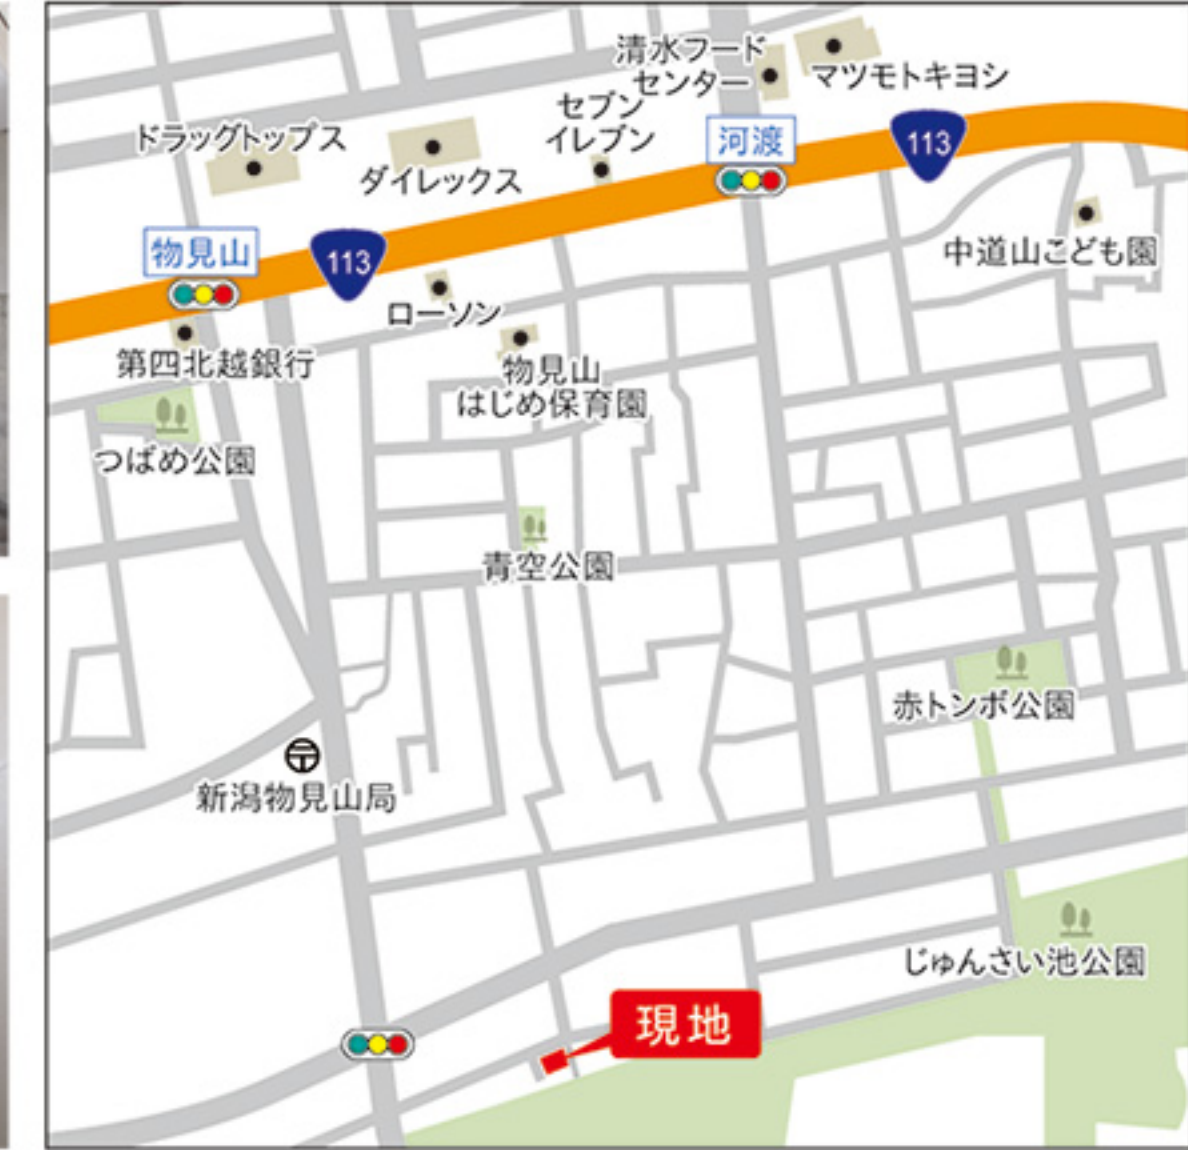 清水フード
センター
マツモトキヨシ
セブン
イレブン
ドラッグトップス
ダイレックス
河渡
113
物見山
113
中道山こども園
ローソン
第四北越銀行
物見山
はじめ保育園
つばめ公園
青空公園
赤トンボ公園
新潟物見山局
じゅんさい池公園
現地